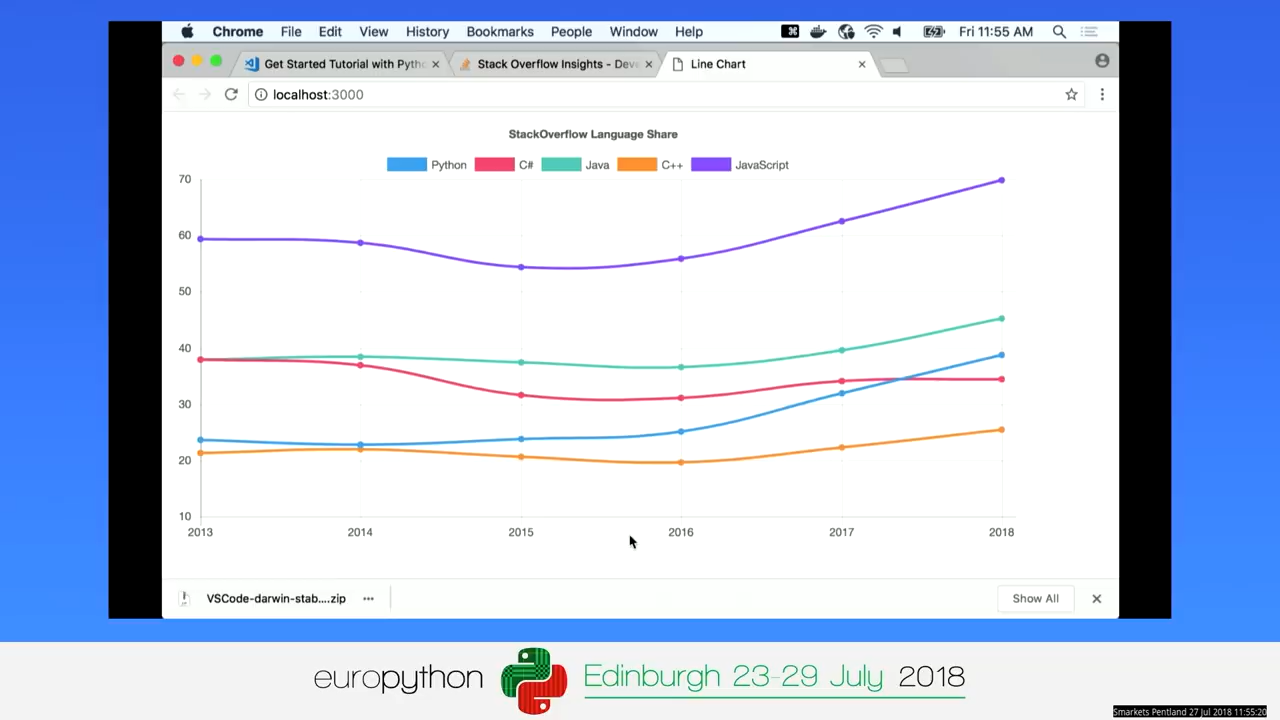 Chrome File Edit View History Bookmarks People Window Help Fri 11:55 AM
Get Started Tutorial with Pytho Stack Overflow Insights - Deve Line Chart
localhost:3000
StackOverflow Language Share
Python C# Java C++ JavaScript
70
60
50
40
30
20
10
2013 2014 2015 2016 2017 2018
VSCode-darwin-stab....zip Show All
europython Edinburgh 23-29 July 2018
Smarkets Pentland 27 Jul 2018 11:55:20